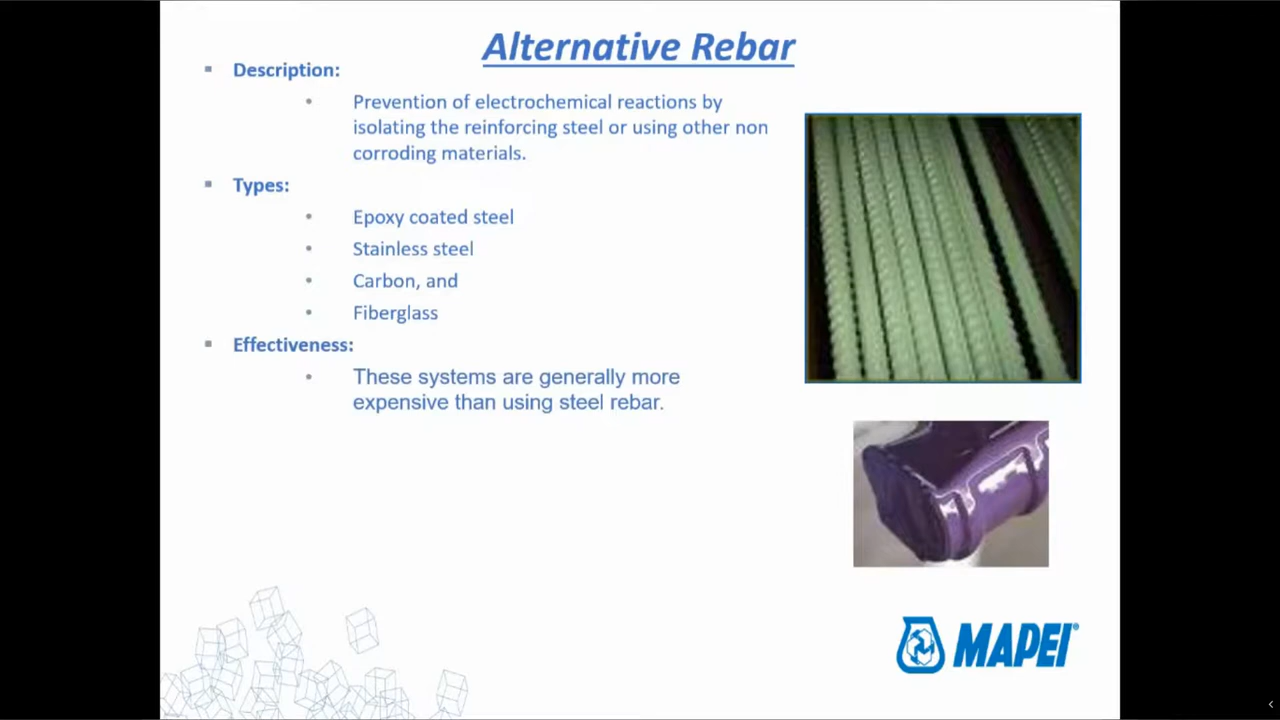 Alternative Rebar
Description:
Prevention of electrochemical reactions by
isolating the reinforcing steel or using other non
corroding materials.
Types:
Epoxy coated steel
Stainless steel
Carbon, and
Fiberglass
Effectiveness:
These systems are generally more
expensive than using steel rebar.
MAPEI®